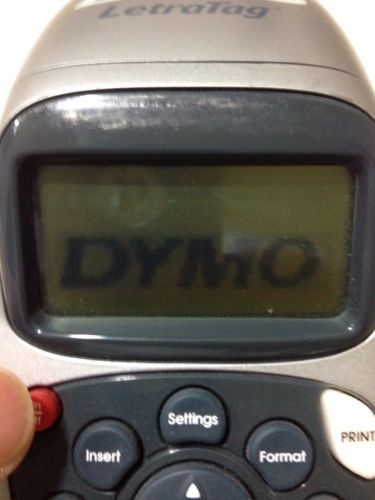 LetraTag
DYMO
Settings
Insert
Format
PRINT